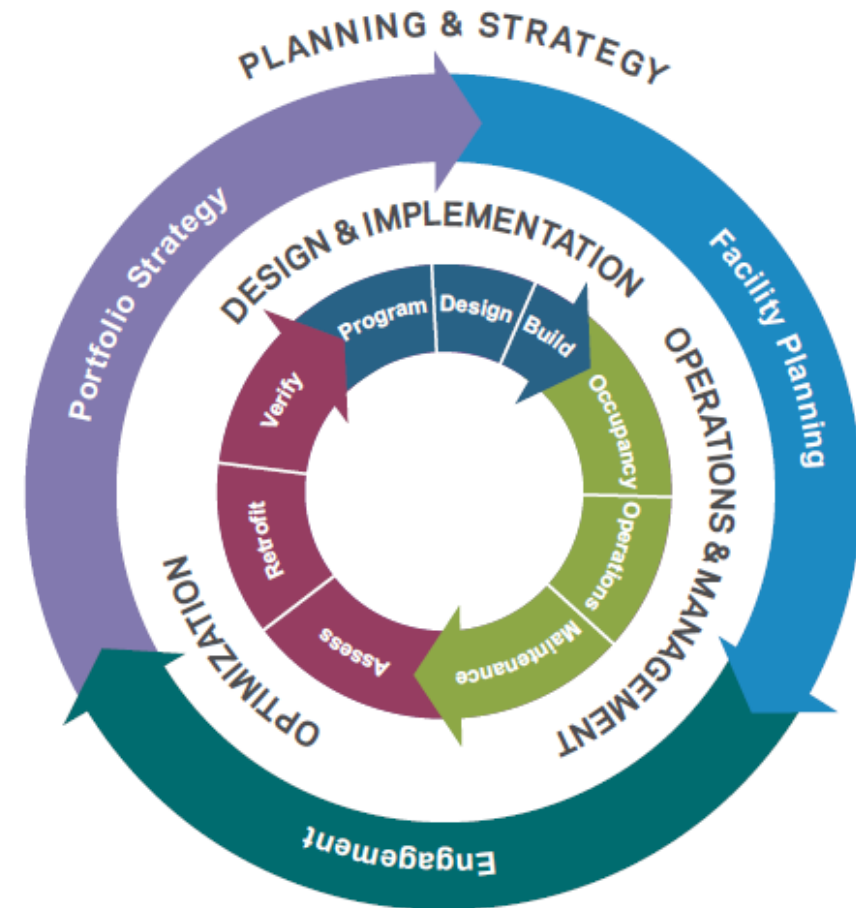 PLANNING & STRATEGY
Portfolio Strategy
Facility Planning
Engagement
DESIGN & IMPLEMENTATION
OPERATIONS & MANAGEMENT
OPTIMIZATION
Program
Design
Build
Occupancy
Operations
Maintenance
Assess
Retrofit
Verify